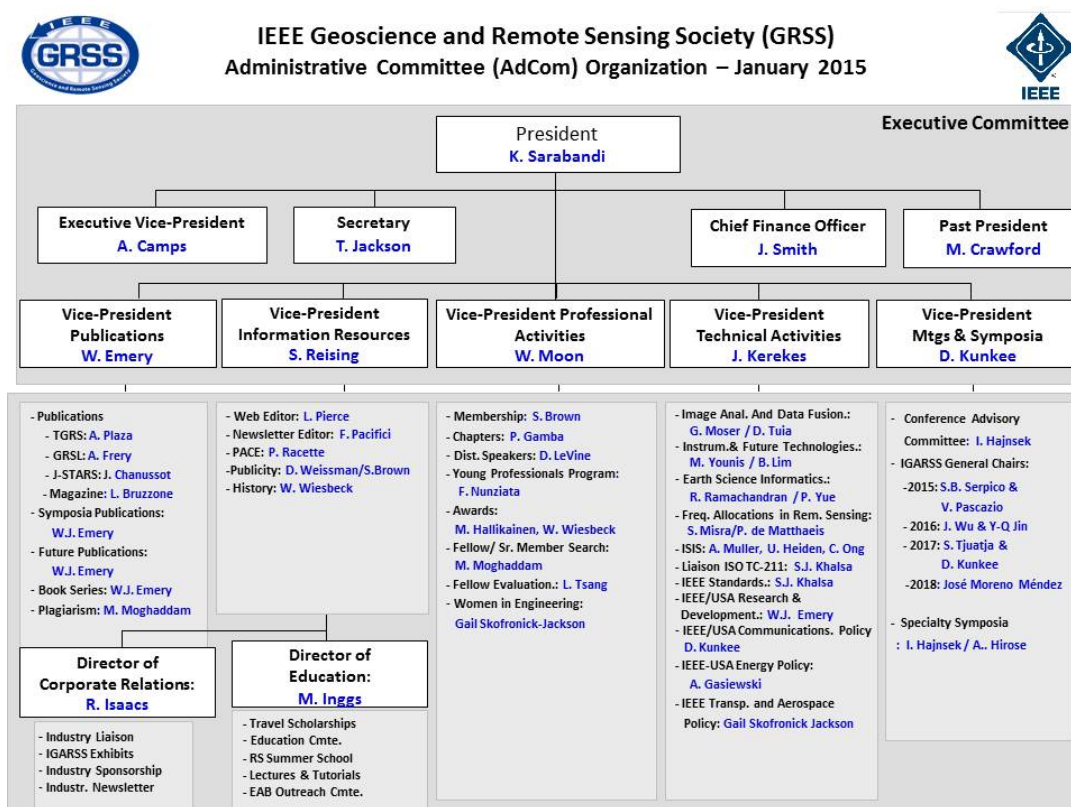 IEEE
GRSS
Geoscience and Remote Sensing Society
IEEE Geoscience and Remote Sensing Society (GRSS)
Administrative Committee (AdCom) Organization – January 2015
IEEE
Executive Committee
President
K. Sarabandi
Executive Vice-President
A. Camps
Secretary
T. Jackson
Chief Finance Officer
J. Smith
Past President
M. Crawford
Vice-President
Publications
W. Emery
Vice-President
Information Resources
S. Reising
Vice-President Professional
Activities
W. Moon
Vice-President
Technical Activities
J. Kerekes
Vice-President
Mtgs & Symposia
D. Kunkee
- Publications
- TGRS: A. Plaza
- GRSL: A. Frery
- J-STARS: J. Chanussot
- Magazine: L. Bruzzone
- Symposia Publications:
W.J. Emery
- Future Publications:
W.J. Emery
- Book Series: W.J. Emery
- Plagiarism: M. Moghaddam
- Web Editor: L. Pierce
- Newsletter Editor: F. Pacifici
- PACE: P. Racette
-Publicity: D. Weissman/S.Brown
- History: W. Wiesbeck
- Membership: S. Brown
- Chapters: P. Gamba
- Dist. Speakers: D. LeVine
- Young Professionals Program:
F. Nunziata
- Awards:
M. Hallikainen, W. Wiesbeck
- Fellow/ Sr. Member Search:
M. Moghaddam
- Fellow Evaluation.: L. Tsang
- Women in Engineering:
Gail Skofronick-Jackson
- Image Anal. And Data Fusion.:
G. Moser / D. Tuia
- Instrum.& Future Technologies.:
M. Younis / B. Lim
- Earth Science Informatics.:
R. Ramachandran / P. Yue
- Freq. Allocations in Rem. Sensing:
S. Misra/P. de Matthaeis
- ISIS: A. Muller, U. Heiden, C. Ong
- Liaison ISO TC-211: S.J. Khalsa
- IEEE Standards.: S.J. Khalsa
- IEEE/USA Research &
Development.: W.J. Emery
- IEEE/USA Communications. Policy
D. Kunkee
- IEEE-USA Energy Policy:
A. Gasiewski
- IEEE Transp. and Aerospace
Policy: Gail Skofronick Jackson
- Conference Advisory
Committee: I. Hajnsek
- IGARSS General Chairs:
-2015: S.B. Serpico &
V. Pascazio
- 2016: J. Wu & Y-Q Jin
- 2017: S. Tjuatja &
D. Kunkee
-2018: José Moreno Méndez
- Specialty Symposia
: I. Hajnsek / A.. Hirose
Director of
Corporate Relations:
R. Isaacs
Director of
Education:
M. Inggs
- Industry Liaison
- IGARSS Exhibits
- Industry Sponsorship
- Industr. Newsletter
- Travel Scholarships
- Education Cmte.
- RS Summer School
- Lectures & Tutorials
- EAB Outreach Cmte.